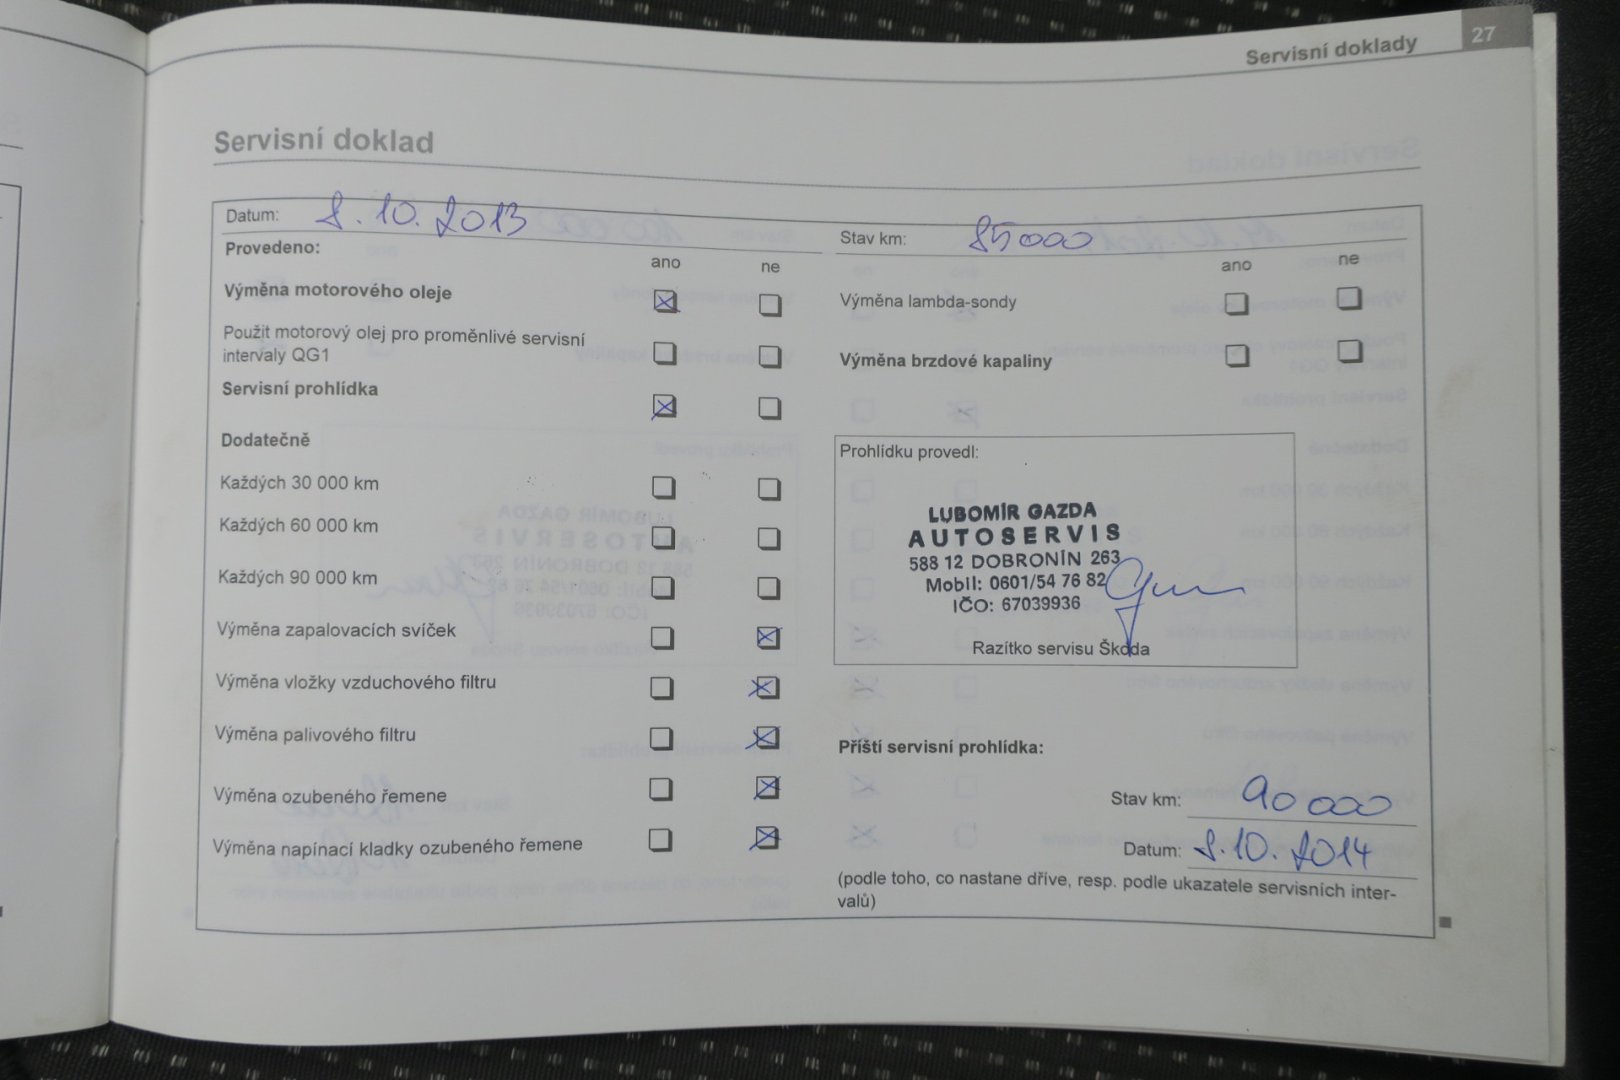 Servisní doklady 27
Servisní doklad
Datum: 8.10.2013
Stav km: 85000
Provedeno:
ano ne
ano ne
Výměna motorového oleje
Výměna lambda-sondy
Použit motorový olej pro proměnlivé servisní
intervaly QG1
Výměna brzdové kapaliny
Servisní prohlídka
Dodatečně
Každých 30 000 km
Každých 60 000 km
Každých 90 000 km
Výměna zapalovacích svíček
Výměna vložky vzduchového filtru
Výměna palivového filtru
Výměna ozubeného řemene
Výměna napínací kladky ozubeného řemene
Prohlídku provedl:
LUBOMÍR GAZDA
AUTOSERVIS
588 12 DOBRONÍN 263
Mobil: 0601/54 76 82
IČO: 67039936
Razítko servisu Škoda
Příští servisní prohlídka:
Stav km: 90000
Datum: 8.10.2014
(podle toho, co nastane dříve, resp. podle ukazatele servisních inter-
valů)